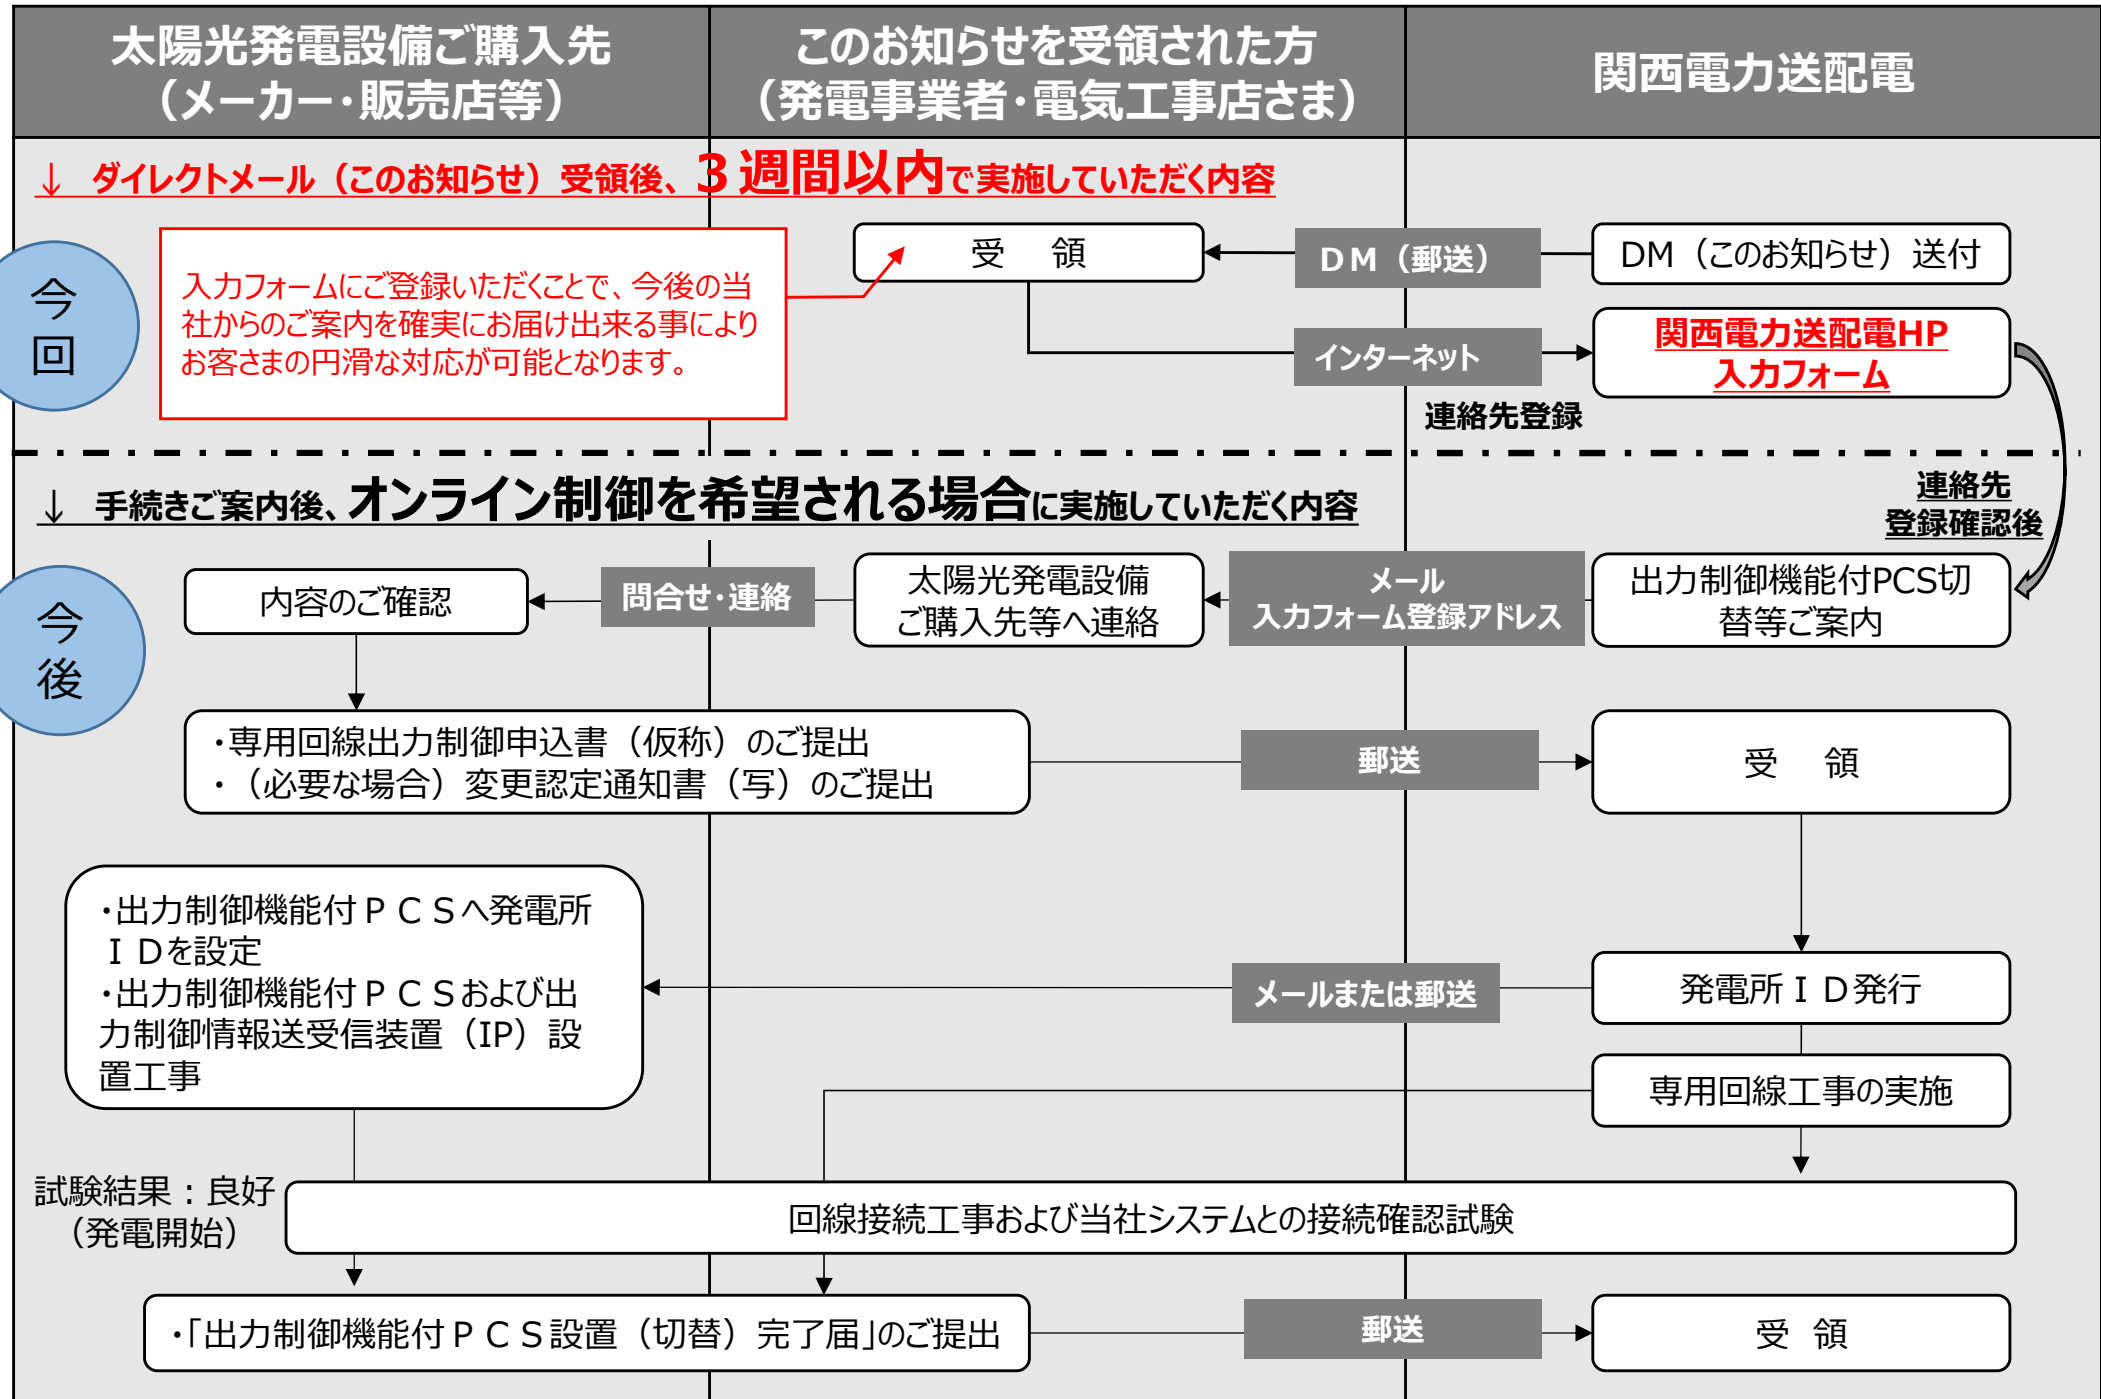 太陽光発電設備ご購入先
（メーカー・販売店等）
このお知らせを受領された方
（発電事業者・電気工事店さま）
関西電力送配電
↓ ダイレクトメール（このお知らせ）受領後、３週間以内で実施していただく内容
今
回
入力フォームにご登録いただくことで、今後の当
社からのご案内を確実にお届け出来る事により
お客さまの円滑な対応が可能となります。
受　領
ＤＭ（郵送）
DM（このお知らせ）送付
インターネット
関西電力送配電HP
入力フォーム
連絡先登録
↓ 手続きご案内後、オンライン制御を希望される場合に実施していただく内容
連絡先
登録確認後
今
後
内容のご確認
問合せ・連絡
太陽光発電設備
ご購入先等へ連絡
メール
入力フォーム登録アドレス
出力制御機能付PCS切
替等ご案内
・専用回線出力制御申込書（仮称）のご提出
・（必要な場合）変更認定通知書（写）のご提出
郵送
受　領
・出力制御機能付ＰＣＳへ発電所
ＩＤを設定
・出力制御機能付ＰＣＳおよび出
力制御情報送受信装置（IP）設
置工事
メールまたは郵送
発電所ＩＤ発行
専用回線工事の実施
試験結果：良好
（発電開始）
回線接続工事および当社システムとの接続確認試験
・「出力制御機能付ＰＣＳ設置（切替）完了届」のご提出
郵送
受 領